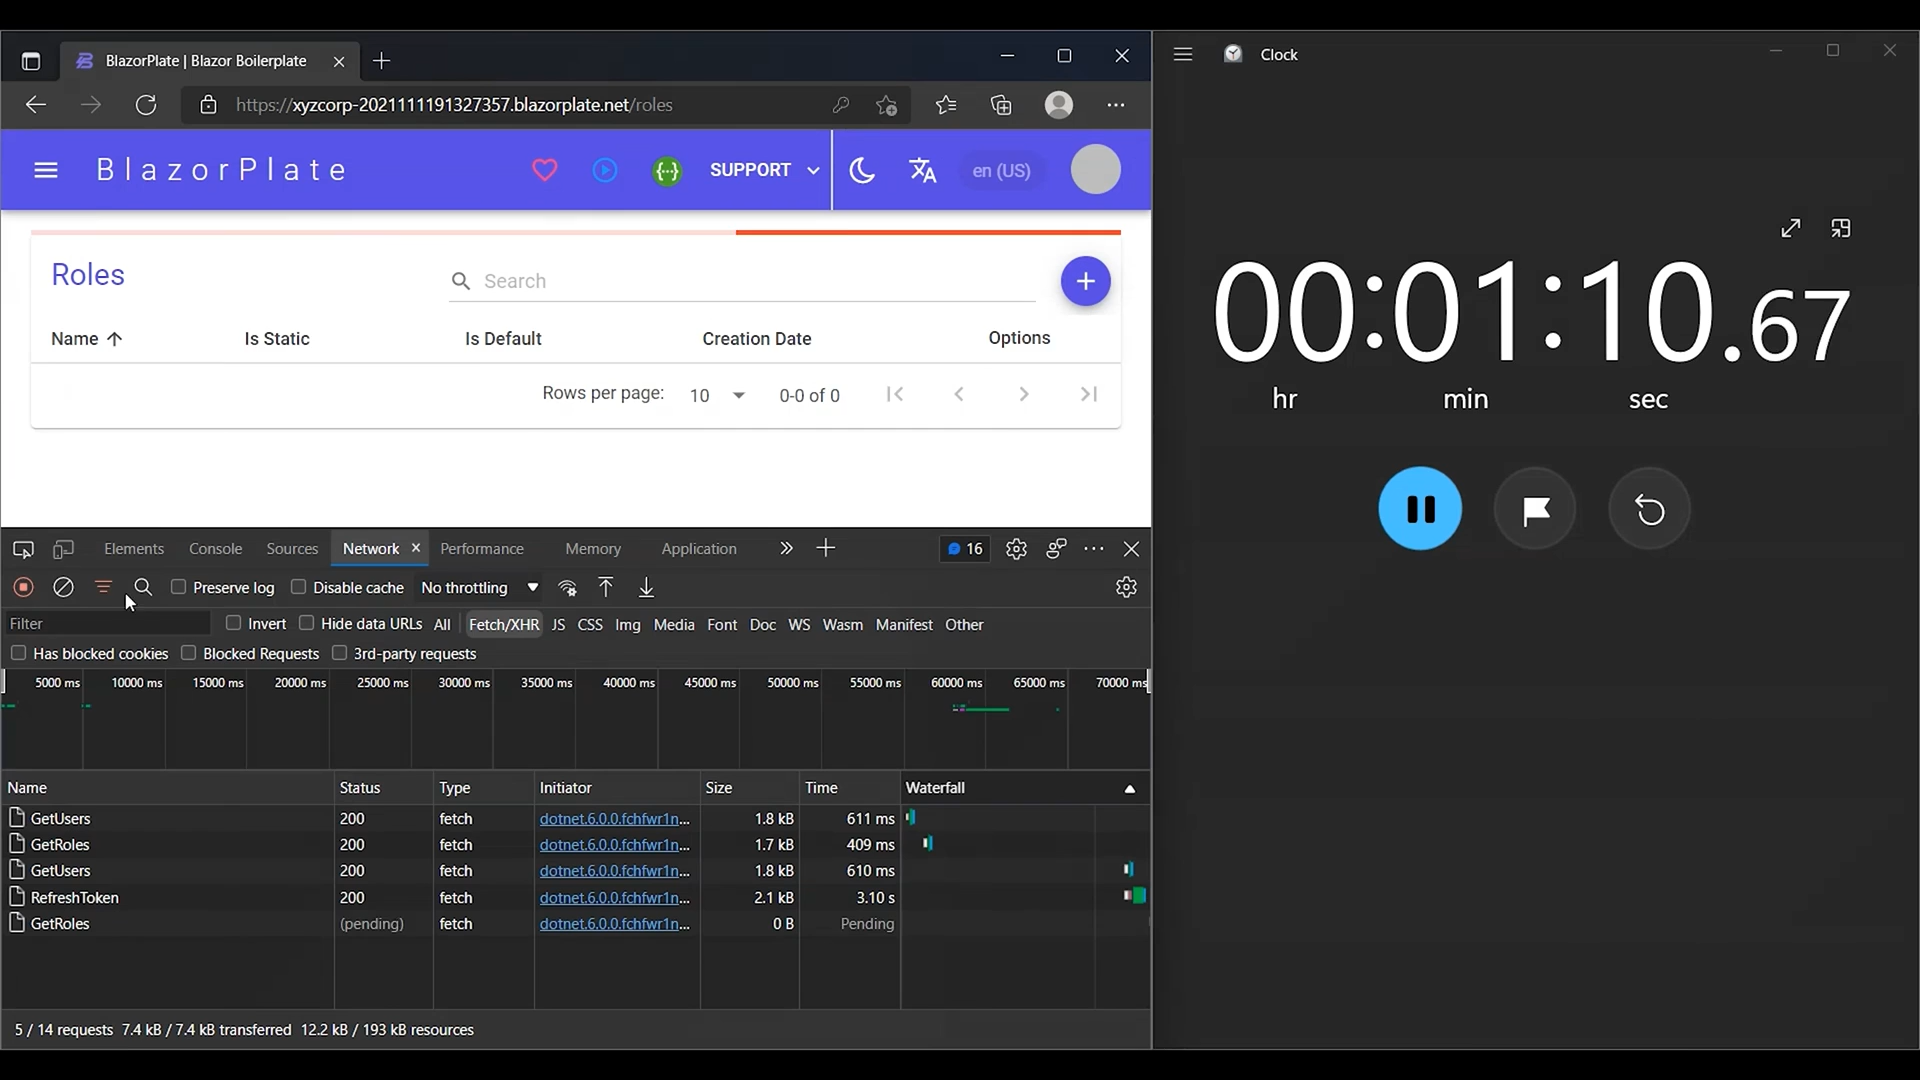 BlazorPlate | Blazor Boilerplate
https://xyzcorp-2021111191327357.blazorplate.net/roles
BlazorPlate
SUPPORT
en (US)
Roles
Search
Name Is Static Is Default Creation Date Options
Rows per page: 10 0-0 of 0
Elements Console Sources Network Performance Memory Application 16
Preserve log Disable cache No throttling
Filter Invert Hide data URLs All Fetch/XHR JS CSS Img Media Font Doc WS Wasm Manifest Other
Has blocked cookies Blocked Requests 3rd-party requests
5000 ms 10000 ms 15000 ms 20000 ms 25000 ms 30000 ms 35000 ms 40000 ms 45000 ms 50000 ms 55000 ms 60000 ms 65000 ms 70000 ms
Name Status Type Initiator Size Time Waterfall
GetUsers 200 fetch dotnet.6.0.0.fchfwr1n... 1.8 kB 611 ms
GetRoles 200 fetch dotnet.6.0.0.fchfwr1n... 1.7 kB 409 ms
GetUsers 200 fetch dotnet.6.0.0.fchfwr1n... 1.8 kB 610 ms
RefreshToken 200 fetch dotnet.6.0.0.fchfwr1n... 2.1 kB 3.10 s
GetRoles (pending) fetch dotnet.6.0.0.fchfwr1n... 0 B Pending
5 / 14 requests 7.4 kB / 7.4 kB transferred 12.2 kB / 193 kB resources
Clock
00:01:10.67
hr min sec